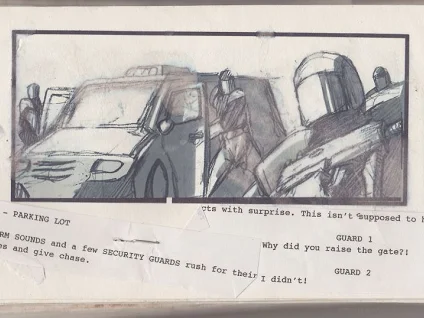 cts with surprise. This isn't supposed to h
- PARKING LOT
RM SOUNDS and a few SECURITY GUARDS rush for their
es and give chase.
GUARD 1
Why did you raise the gate?!
GUARD 2
I didn't!